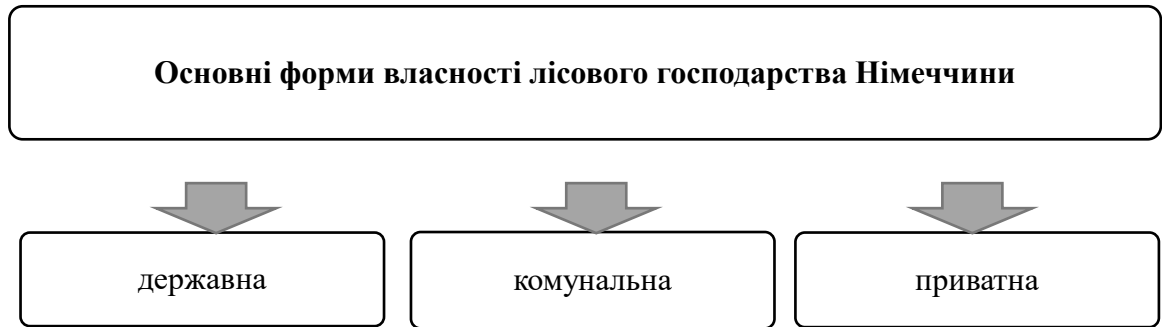 Основні форми власності лісового господарства Німеччини
державна
комунальна
приватна